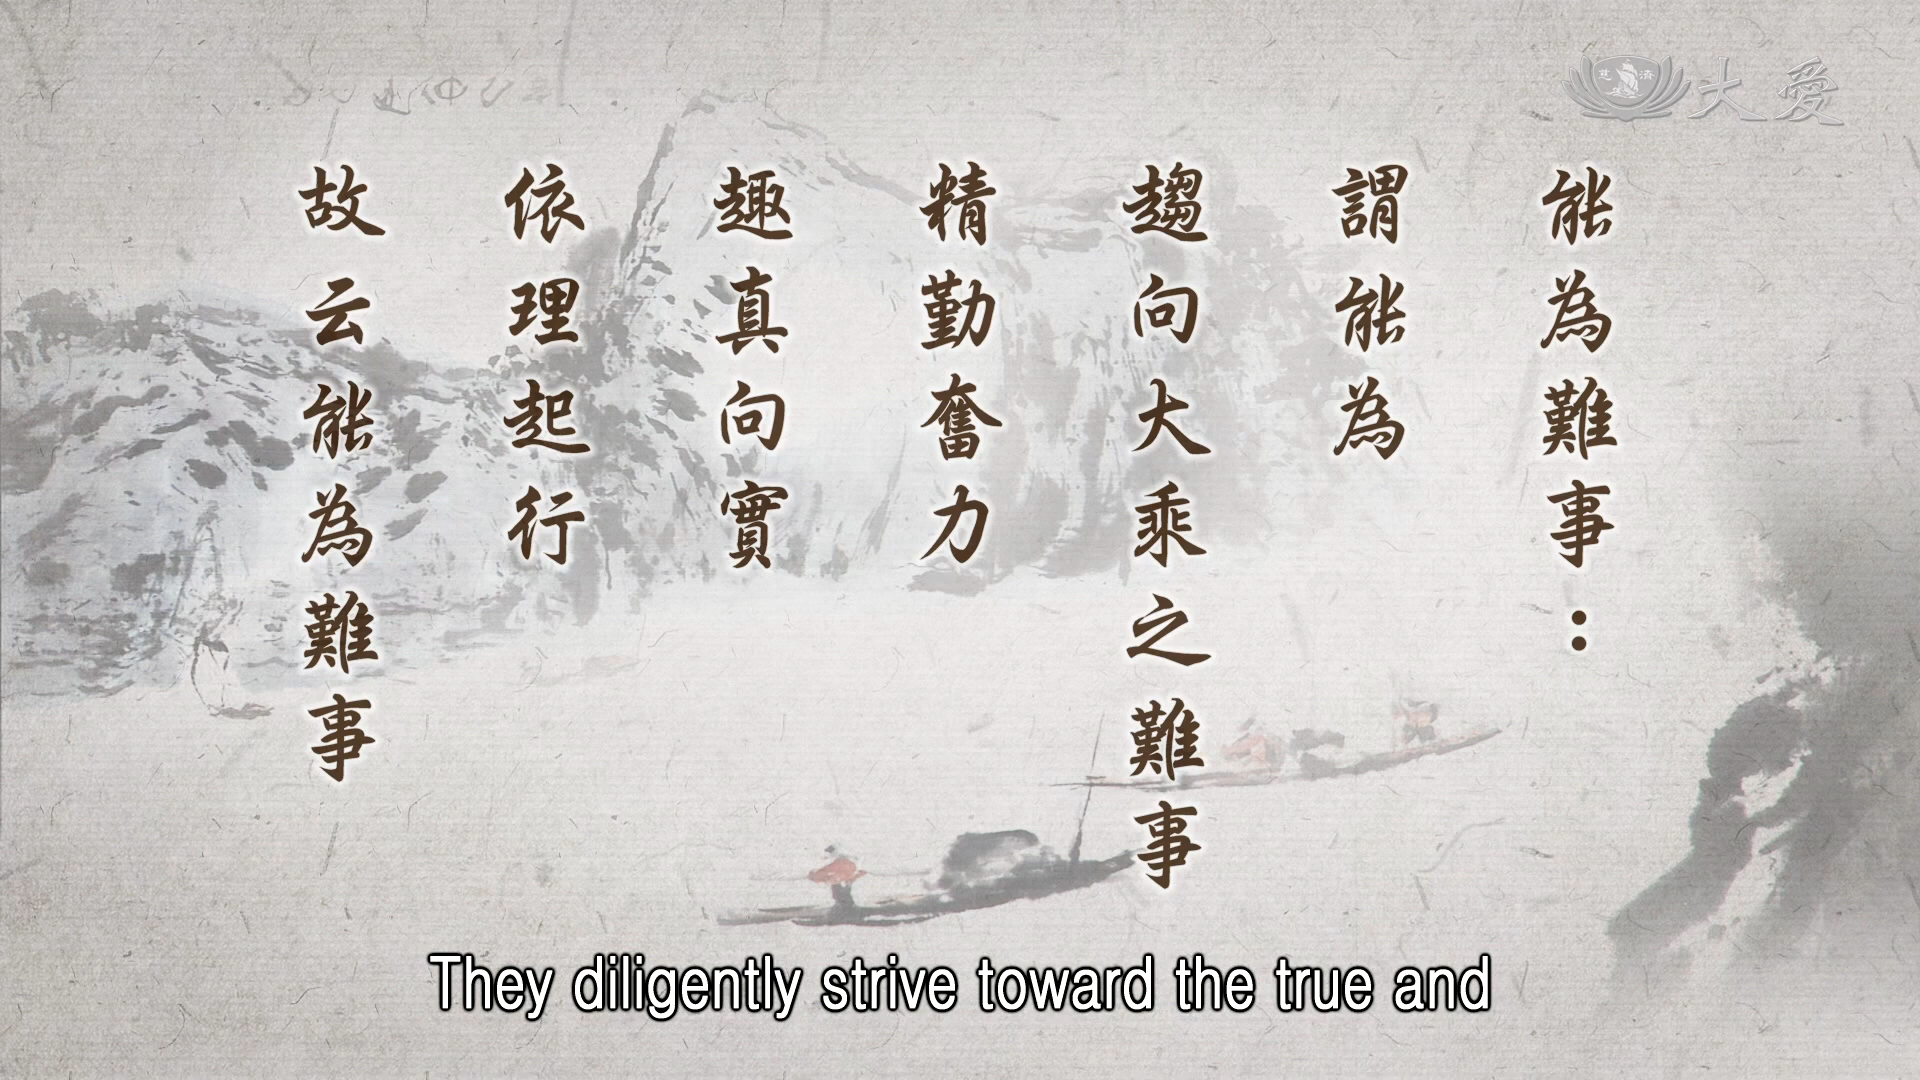 大愛
能為難事：
謂能為
趨向大乘之難事
精勤奮力
趣真向實
依理起行
故云能為難事
They diligently strive toward the true and